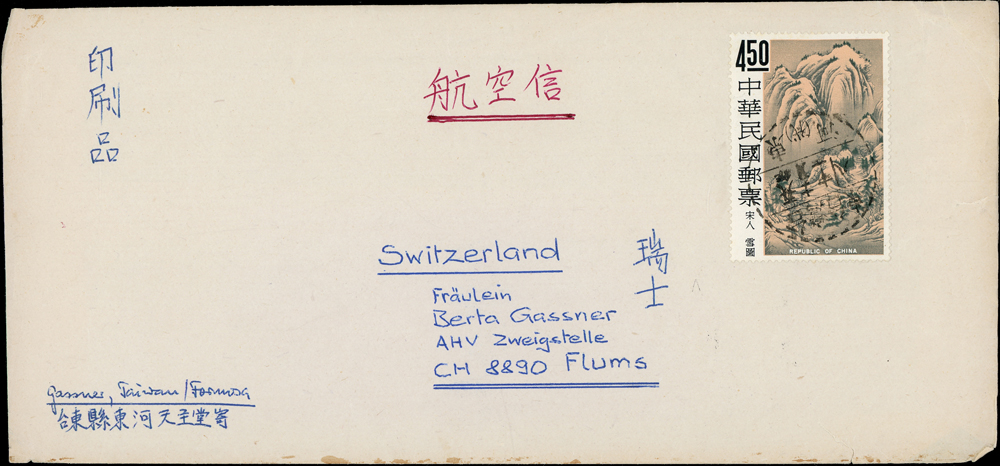 印刷品
航空信
4.50
中華民國郵票
宋人 雪圖
REPUBLIC OF CHINA
Switzerland
瑞士
Fräulein
Berta Gassner
AHV Zweigstelle
CH 8890 Flums
Gassner, Taiwan/Formosa
台東縣東河天主堂寄